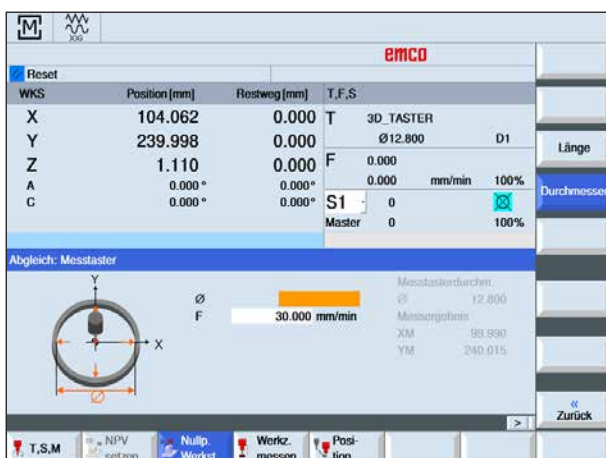 M
JOG
emco
Reset
WKS Position [mm] Restweg [mm] T,F,S
X 104.062 0.000 T 3D_TASTER
Y 239.998 0.000 Ø12.800 D1
Z 1.110 0.000 F 0.000
A 0.000 ° 0.000° 0.000 mm/min 100%
C 0.000 ° 0.000° S1 0
Master 0 100%
Länge
Durchmesser
Abgleich: Messtaster
Y
X
Ø
Ø
F 30.000 mm/min
Messtasterdurchm.
Ø 12.800
Messergebnis
XM 99.990
YM 240.015
>
«
Zurück
T,S,M
NPV setzen
Nullp. Werkst.
Werkz. messen
Posi-
tion